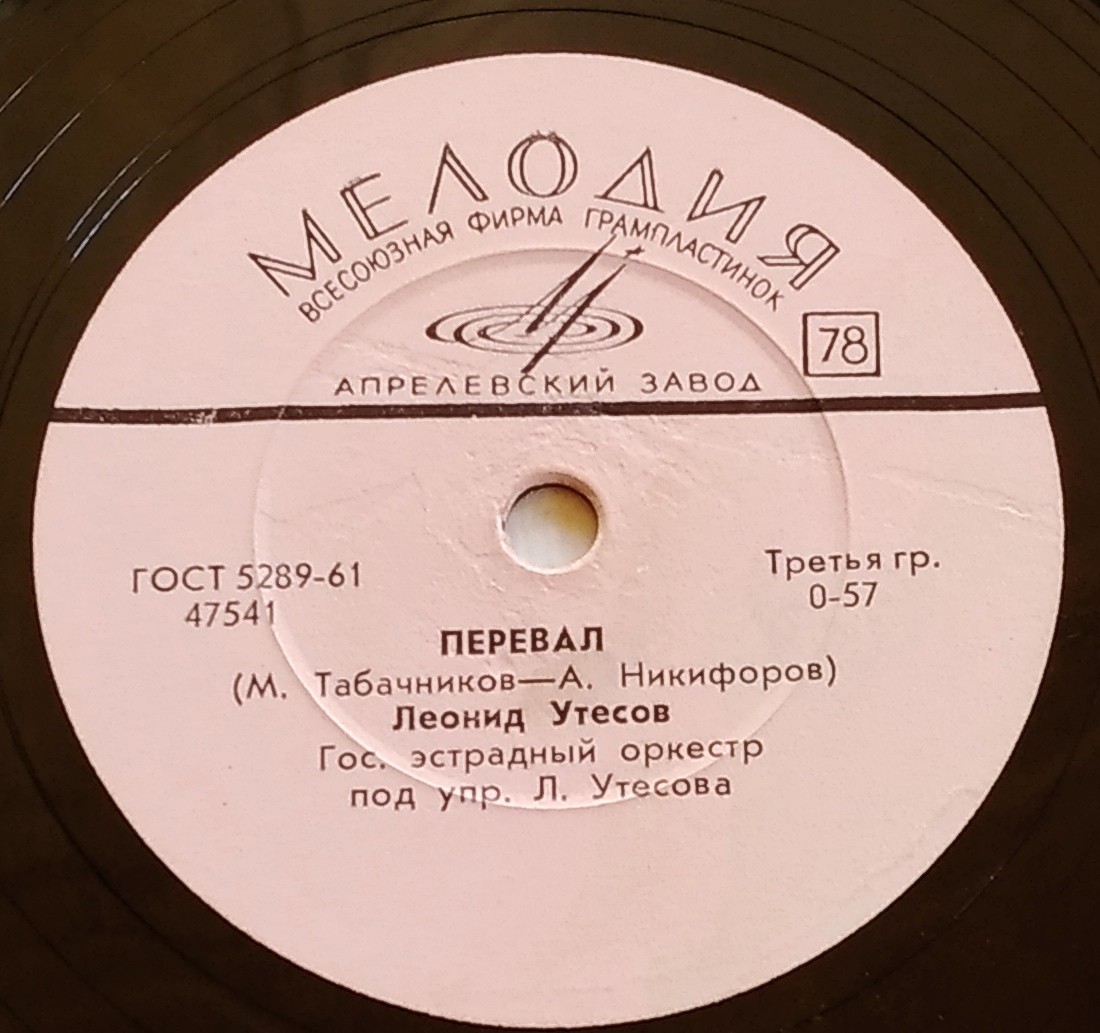 МЕЛОДИЯ
ВСЕСОЮЗНАЯ ФИРМА ГРАМПЛАСТИНОК
78
АПРЕЛЕВСКИЙ ЗАВОД
ГОСТ 5289-61
47541
Третья гр.
0-57
ПЕРЕВАЛ
(М. Табачников—А. Никифоров)
Леонид Утесов
Гос. эстрадный оркестр
под упр. Л. Утесова